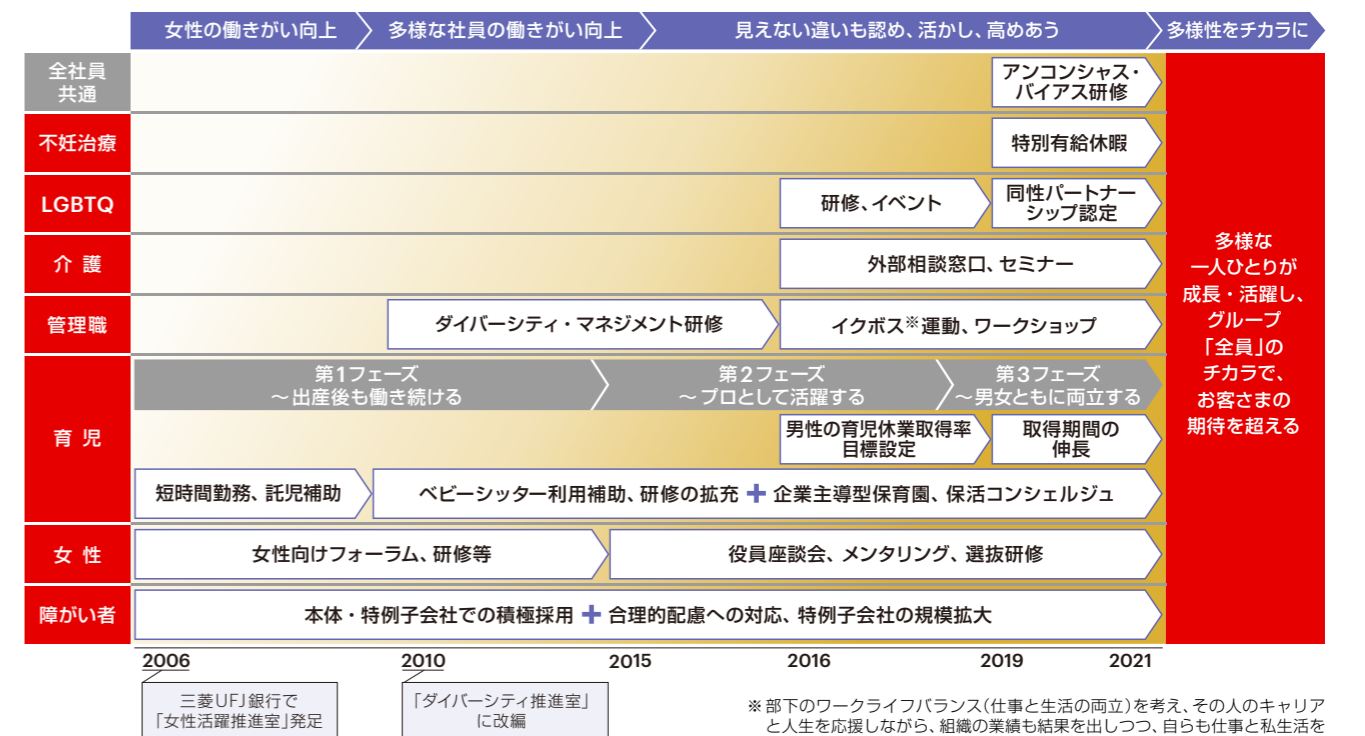 女性の働きがい向上
多様な社員の働きがい向上
見えない違いも認め、活かし、高めあう
多様性をチカラに
全社員
共通
アンコンシャス・
バイアス研修
不妊治療
特別有給休暇
LGBTQ
研修、イベント
同性パートナー
シップ認定
介護
外部相談窓口、セミナー
管理職
ダイバーシティ・マネジメント研修
イクボス※運動、ワークショップ
育児
第1フェーズ
～出産後も働き続ける
第2フェーズ
～プロとして活躍する
第3フェーズ
～男女ともに両立する
男性の育児休業取得率
目標設定
取得期間の
伸長
短時間勤務、託児補助
ベビーシッター利用補助、研修の拡充 + 企業主導型保育園、保活コンシェルジュ
女性
女性向けフォーラム、研修等
役員座談会、メンタリング、選抜研修
障がい者
本体・特例子会社での積極採用 + 合理的配慮への対応、特例子会社の規模拡大
多様な
一人ひとりが
成長・活躍し、
グループ
「全員」の
チカラで、
お客さまの
期待を超える
2006
2010
2015
2016
2019
2021
三菱UFJ銀行で
「女性活躍推進室」発足
「ダイバーシティ推進室」
に改編
※部下のワークライフバランス（仕事と生活の両立）を考え、その人のキャリア
と人生を応援しながら、組織の業績も結果を出しつつ、自らも仕事と私生活を